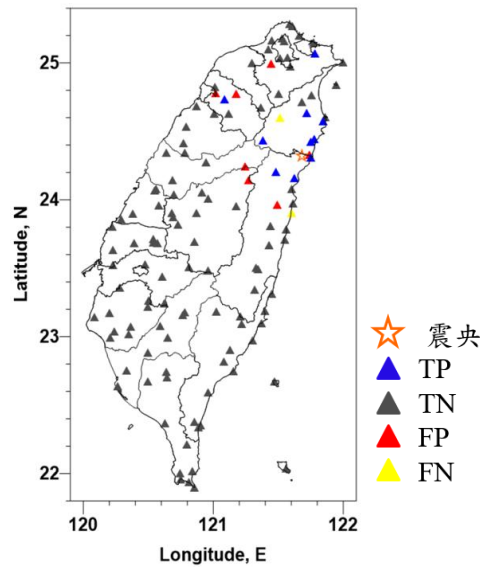 Latitude, N
25
24
23
22
120
121
122
Longitude, E
震央
TP
TN
FP
FN